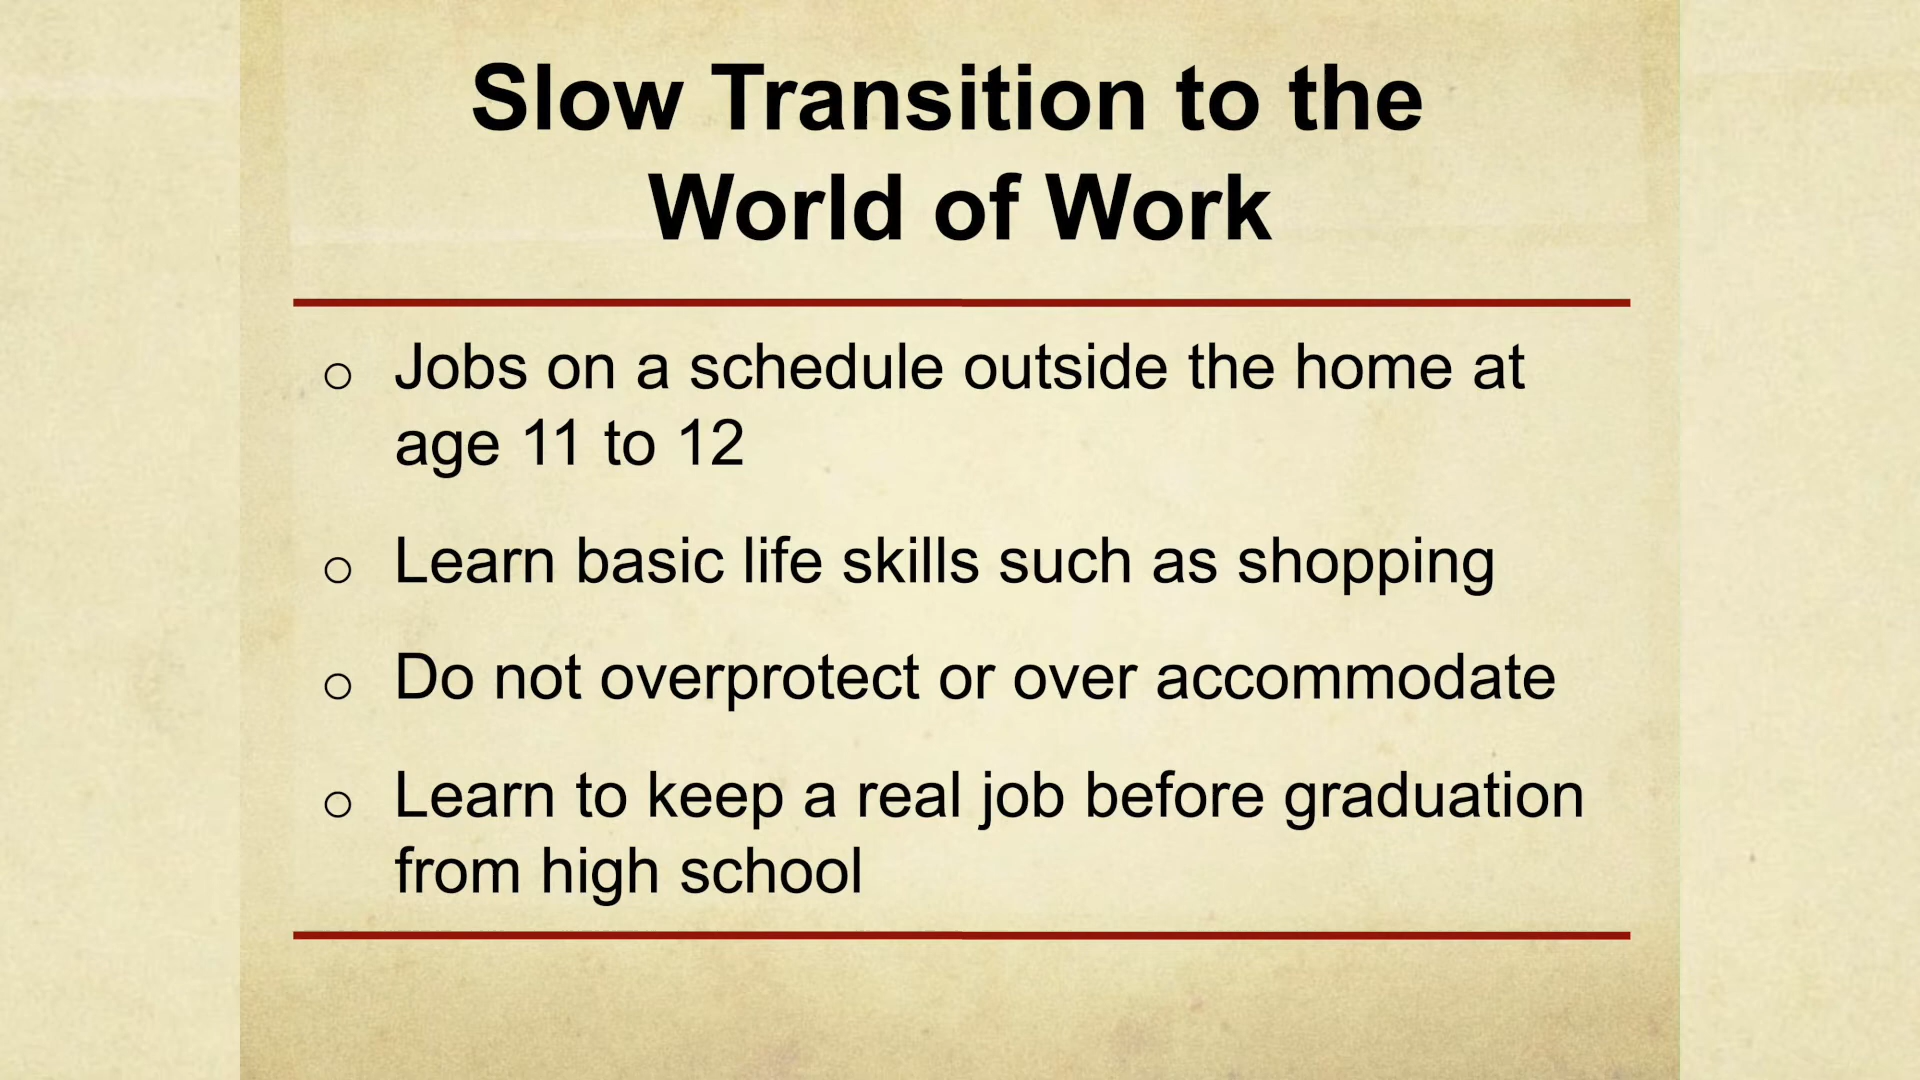 Slow Transition to the
World of Work
o Jobs on a schedule outside the home at
age 11 to 12
o Learn basic life skills such as shopping
o Do not overprotect or over accommodate
o Learn to keep a real job before graduation
from high school